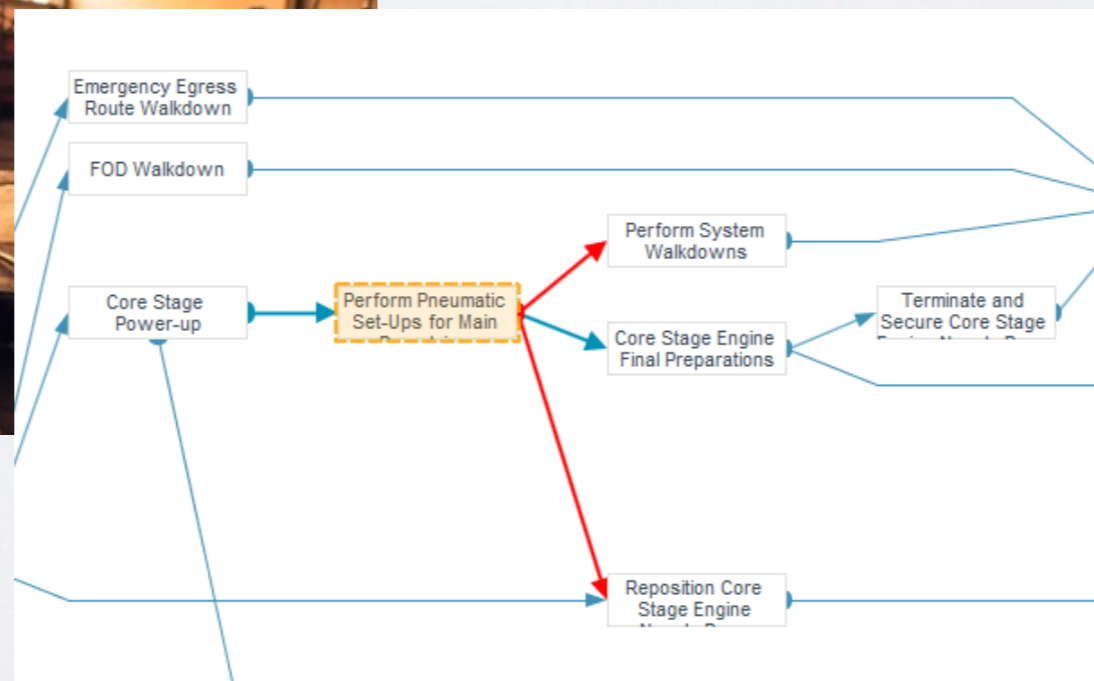 Emergency Egress
Route Walkdown
FOD Walkdown
Perform System
Walkdowns
Core Stage
Power-up
Perform Pneumatic
Set-Ups for Main
Terminate and
Secure Core Stage
Core Stage Engine
Final Preparations
Reposition Core
Stage Engine